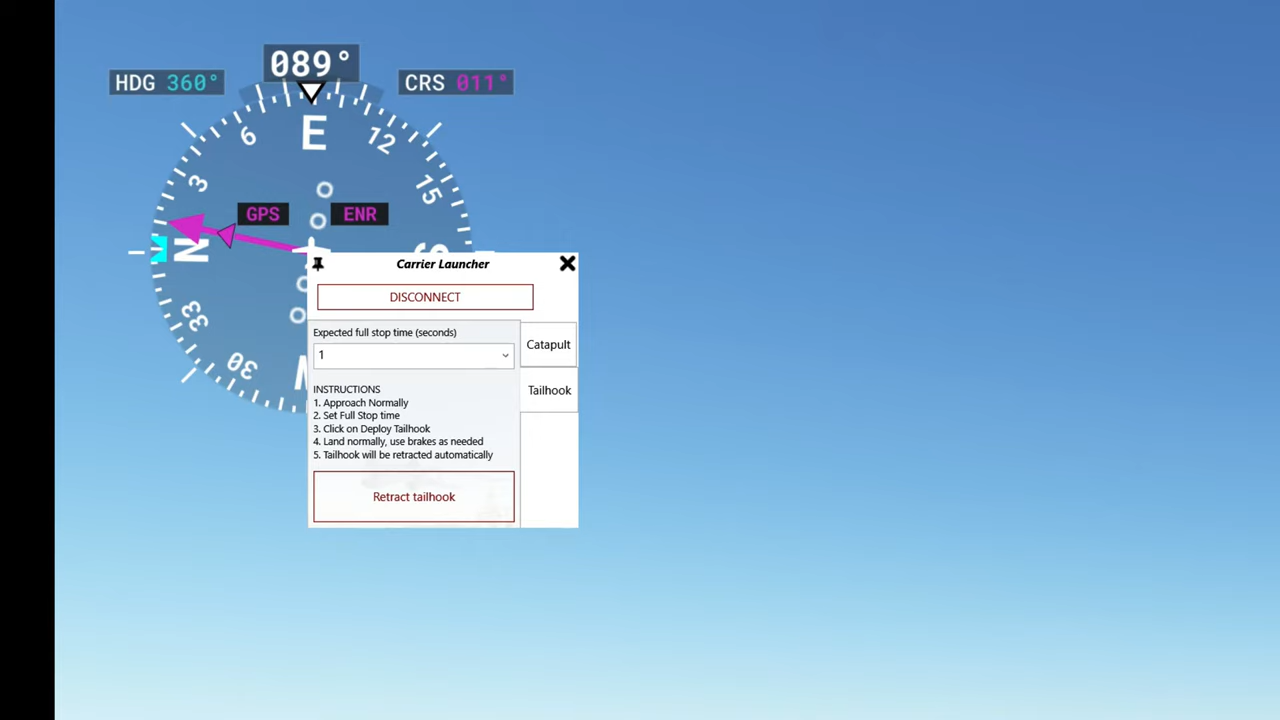 089°
HDG 360°
CRS 011°
E
6
12
3
15
GPS
ENR
N
33
30
Carrier Launcher
DISCONNECT
Expected full stop time (seconds)
1
Catapult
Tailhook
INSTRUCTIONS
1. Approach Normally
2. Set Full Stop time
3. Click on Deploy Tailhook
4. Land normally, use brakes as needed
5. Tailhook will be retracted automatically
Retract tailhook